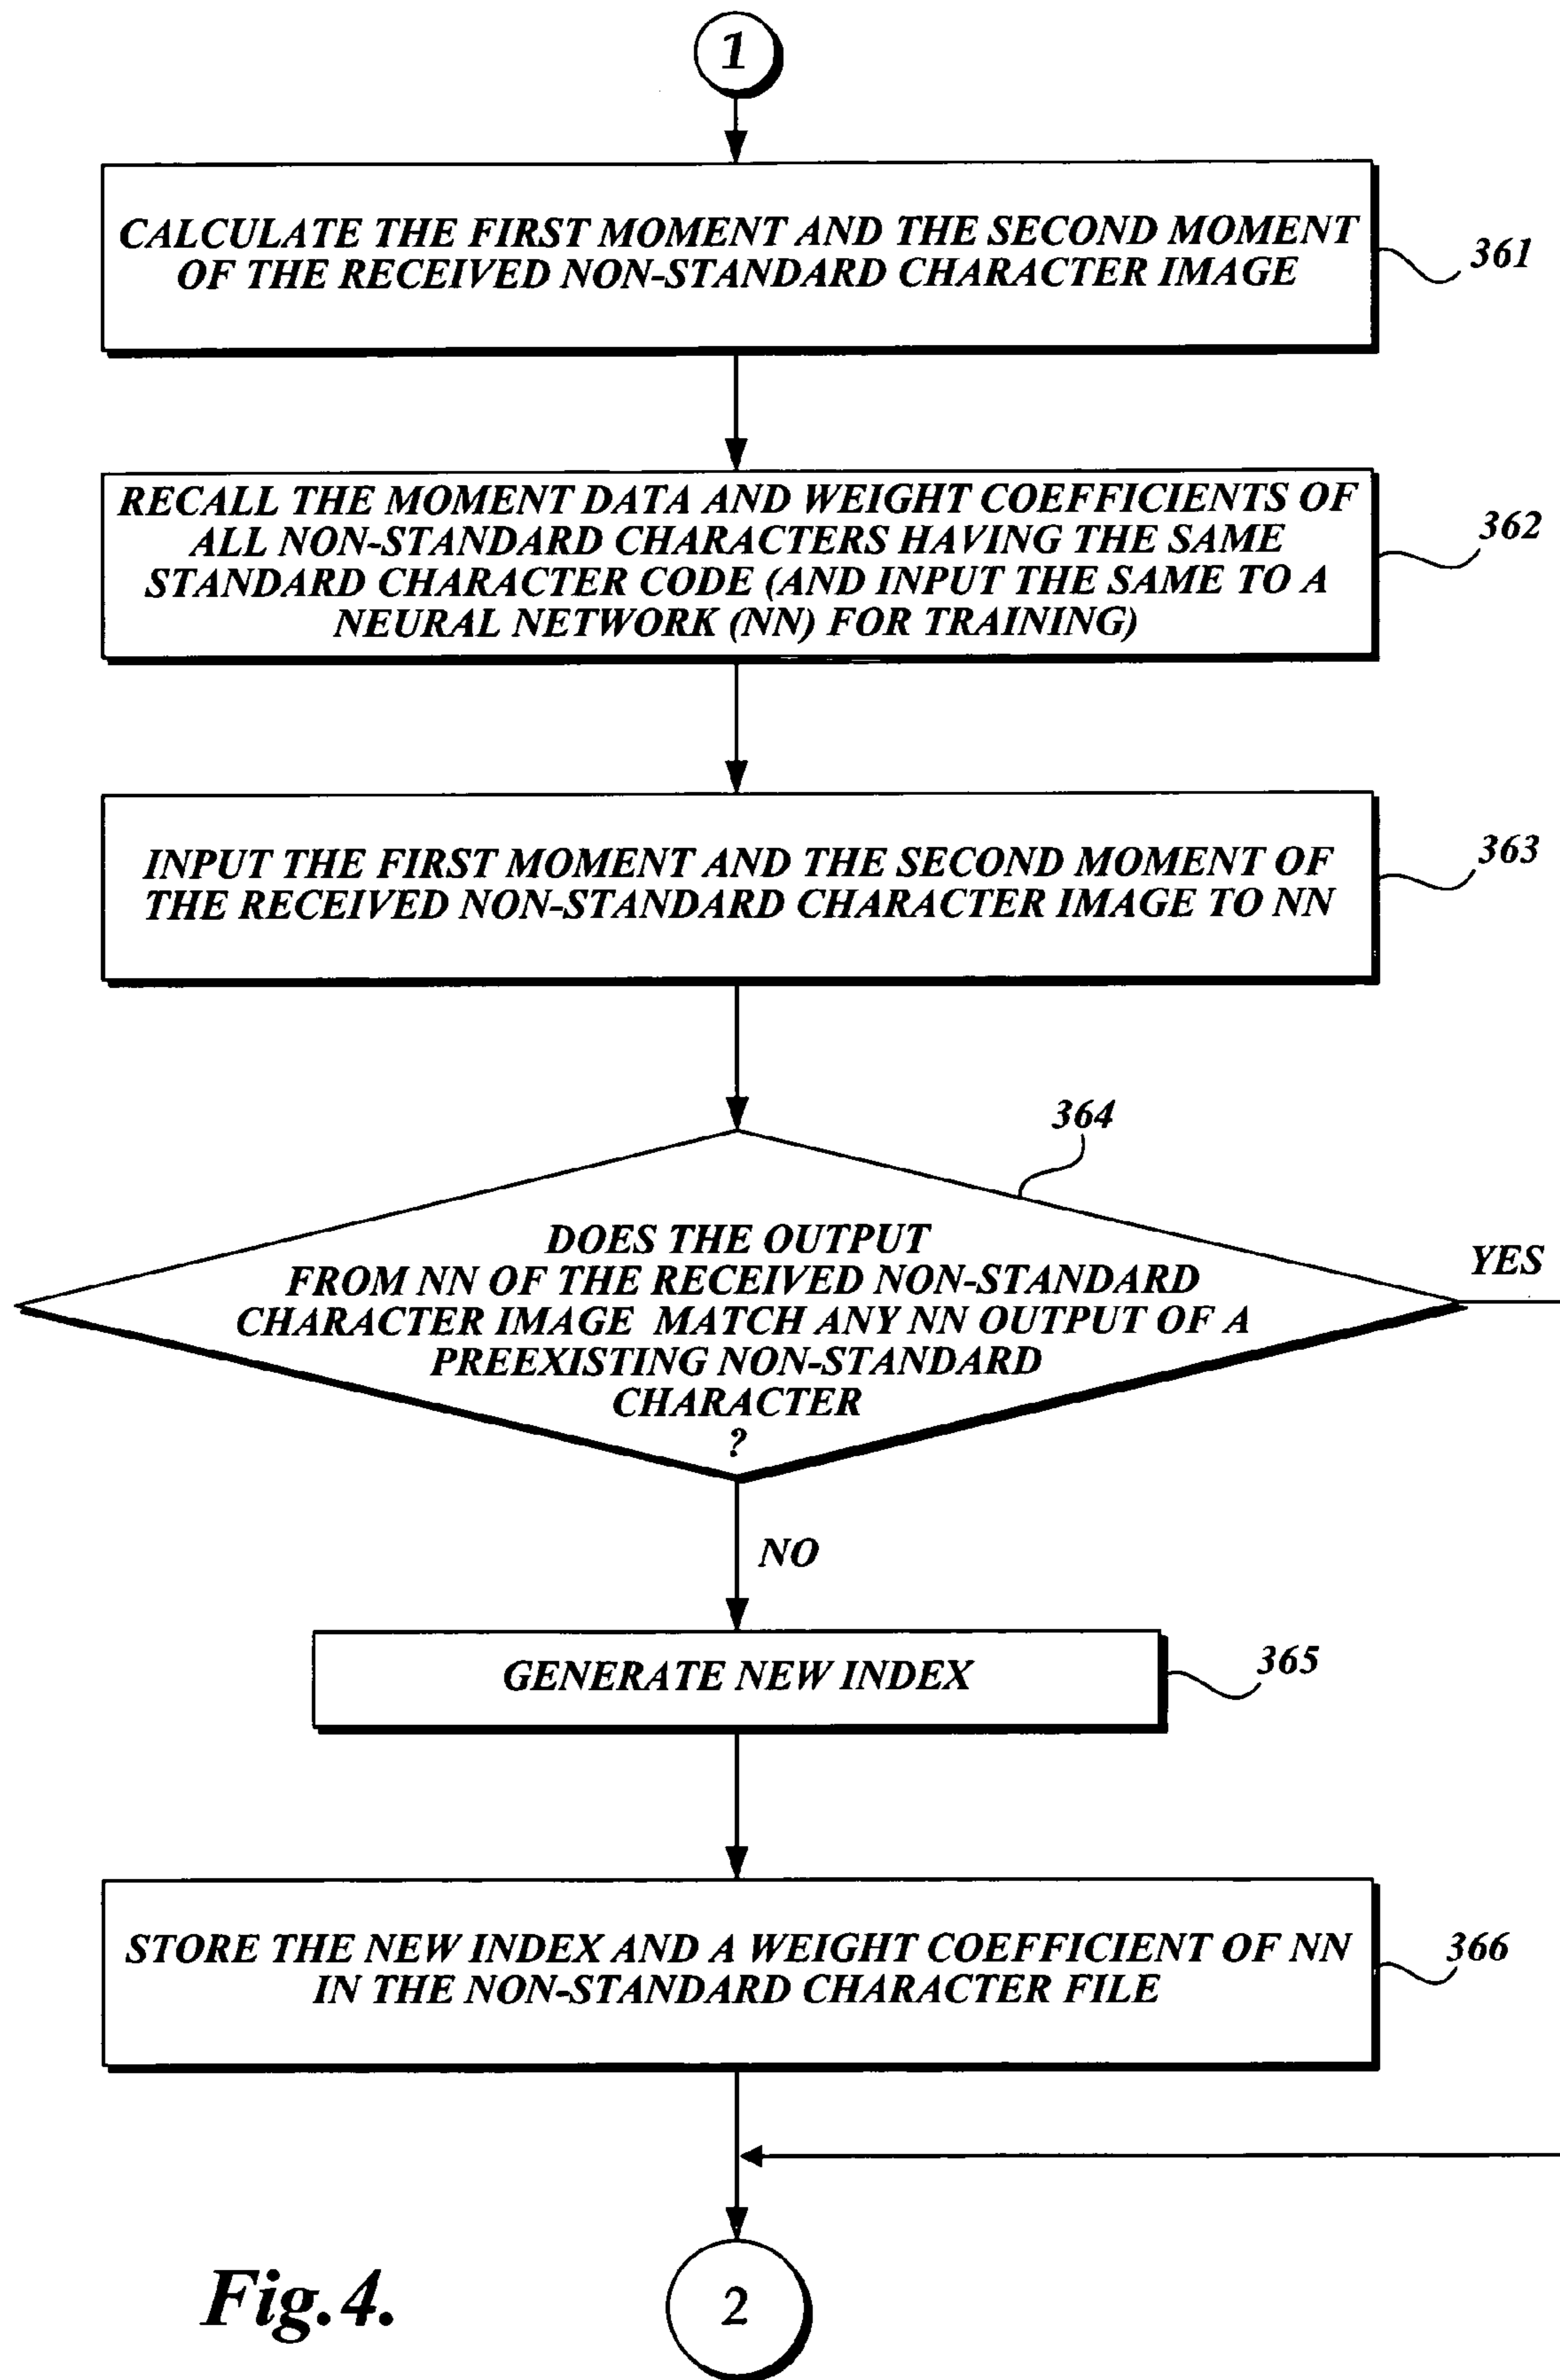 1
CALCULATE THE FIRST MOMENT AND THE SECOND MOMENT
OF THE RECEIVED NON-STANDARD CHARACTER IMAGE
361
RECALL THE MOMENT DATA AND WEIGHT COEFFICIENTS OF
ALL NON-STANDARD CHARACTERS HAVING THE SAME
STANDARD CHARACTER CODE (AND INPUT THE SAME TO A
NEURAL NETWORK (NN) FOR TRAINING)
362
INPUT THE FIRST MOMENT AND THE SECOND MOMENT OF
THE RECEIVED NON-STANDARD CHARACTER IMAGE TO NN
363
364
DOES THE OUTPUT
FROM NN OF THE RECEIVED NON-STANDARD
CHARACTER IMAGE MATCH ANY NN OUTPUT OF A
PREEXISTING NON-STANDARD
CHARACTER
?
YES
NO
GENERATE NEW INDEX
365
STORE THE NEW INDEX AND A WEIGHT COEFFICIENT OF NN
IN THE NON-STANDARD CHARACTER FILE
366
Fig.4.
2